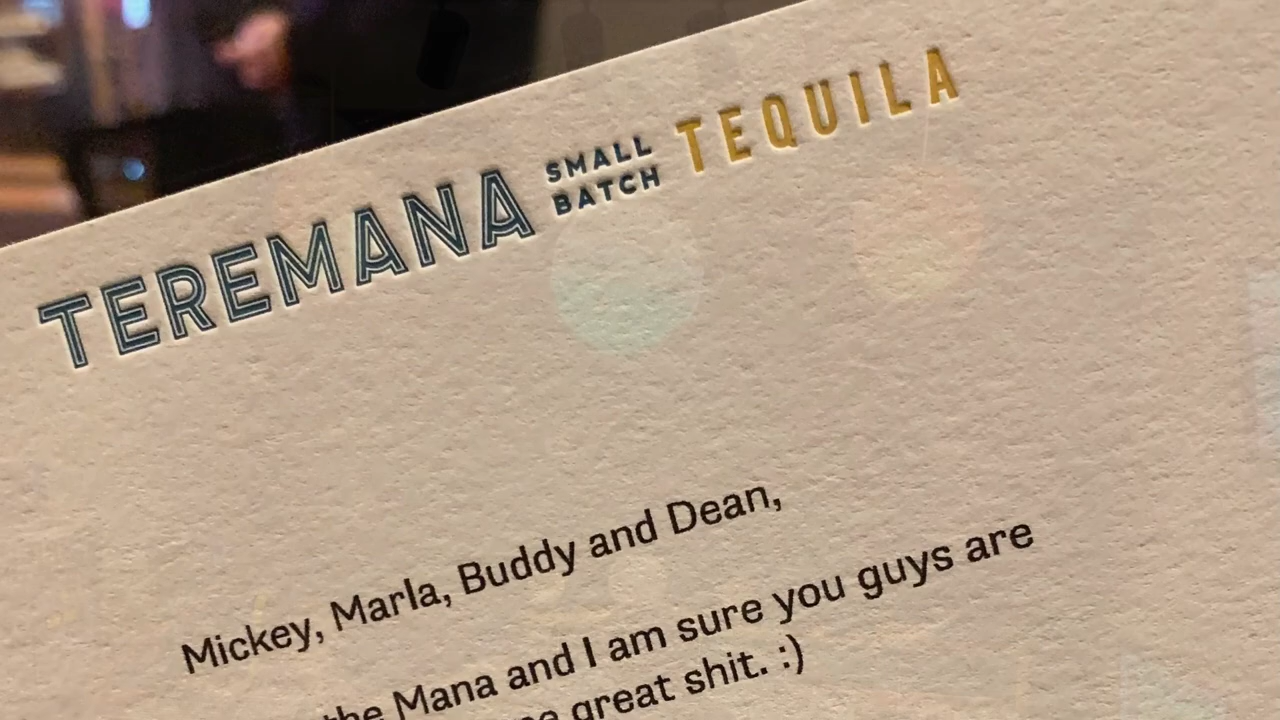 TEREMANA SMALL BATCH TEQUILA
Mickey, Marla, Buddy and Dean,
the Mana and I am sure you guys are
great shit. :)